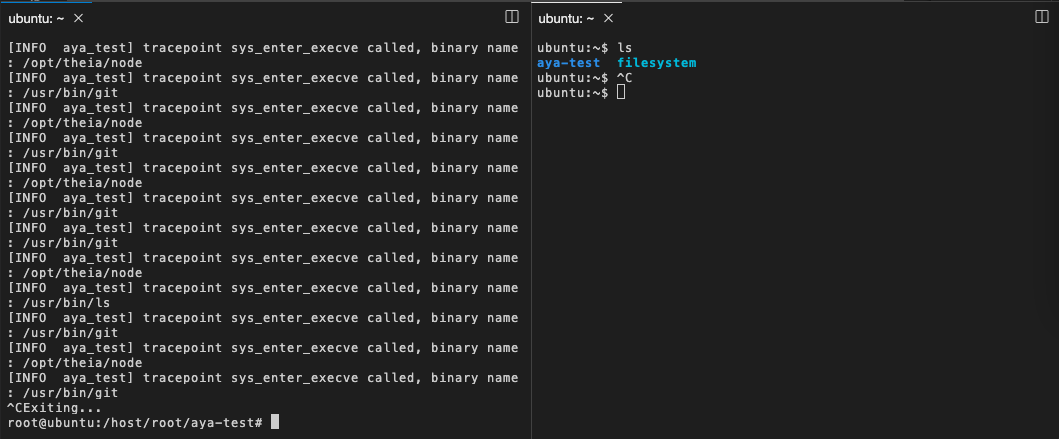 ubuntu: ~ ×
[INFO  aya_test] tracepoint sys_enter_execve called, binary name
: /opt/theia/node
[INFO  aya_test] tracepoint sys_enter_execve called, binary name
: /usr/bin/git
[INFO  aya_test] tracepoint sys_enter_execve called, binary name
: /opt/theia/node
[INFO  aya_test] tracepoint sys_enter_execve called, binary name
: /usr/bin/git
[INFO  aya_test] tracepoint sys_enter_execve called, binary name
: /opt/theia/node
[INFO  aya_test] tracepoint sys_enter_execve called, binary name
: /usr/bin/git
[INFO  aya_test] tracepoint sys_enter_execve called, binary name
: /usr/bin/git
[INFO  aya_test] tracepoint sys_enter_execve called, binary name
: /opt/theia/node
[INFO  aya_test] tracepoint sys_enter_execve called, binary name
: /usr/bin/ls
[INFO  aya_test] tracepoint sys_enter_execve called, binary name
: /usr/bin/git
[INFO  aya_test] tracepoint sys_enter_execve called, binary name
: /opt/theia/node
[INFO  aya_test] tracepoint sys_enter_execve called, binary name
: /usr/bin/git
^CExiting...
root@ubuntu:/host/root/aya-test#
ubuntu: ~ ×
ubuntu:~$ ls
aya-test  filesystem
ubuntu:~$ ^C
ubuntu:~$